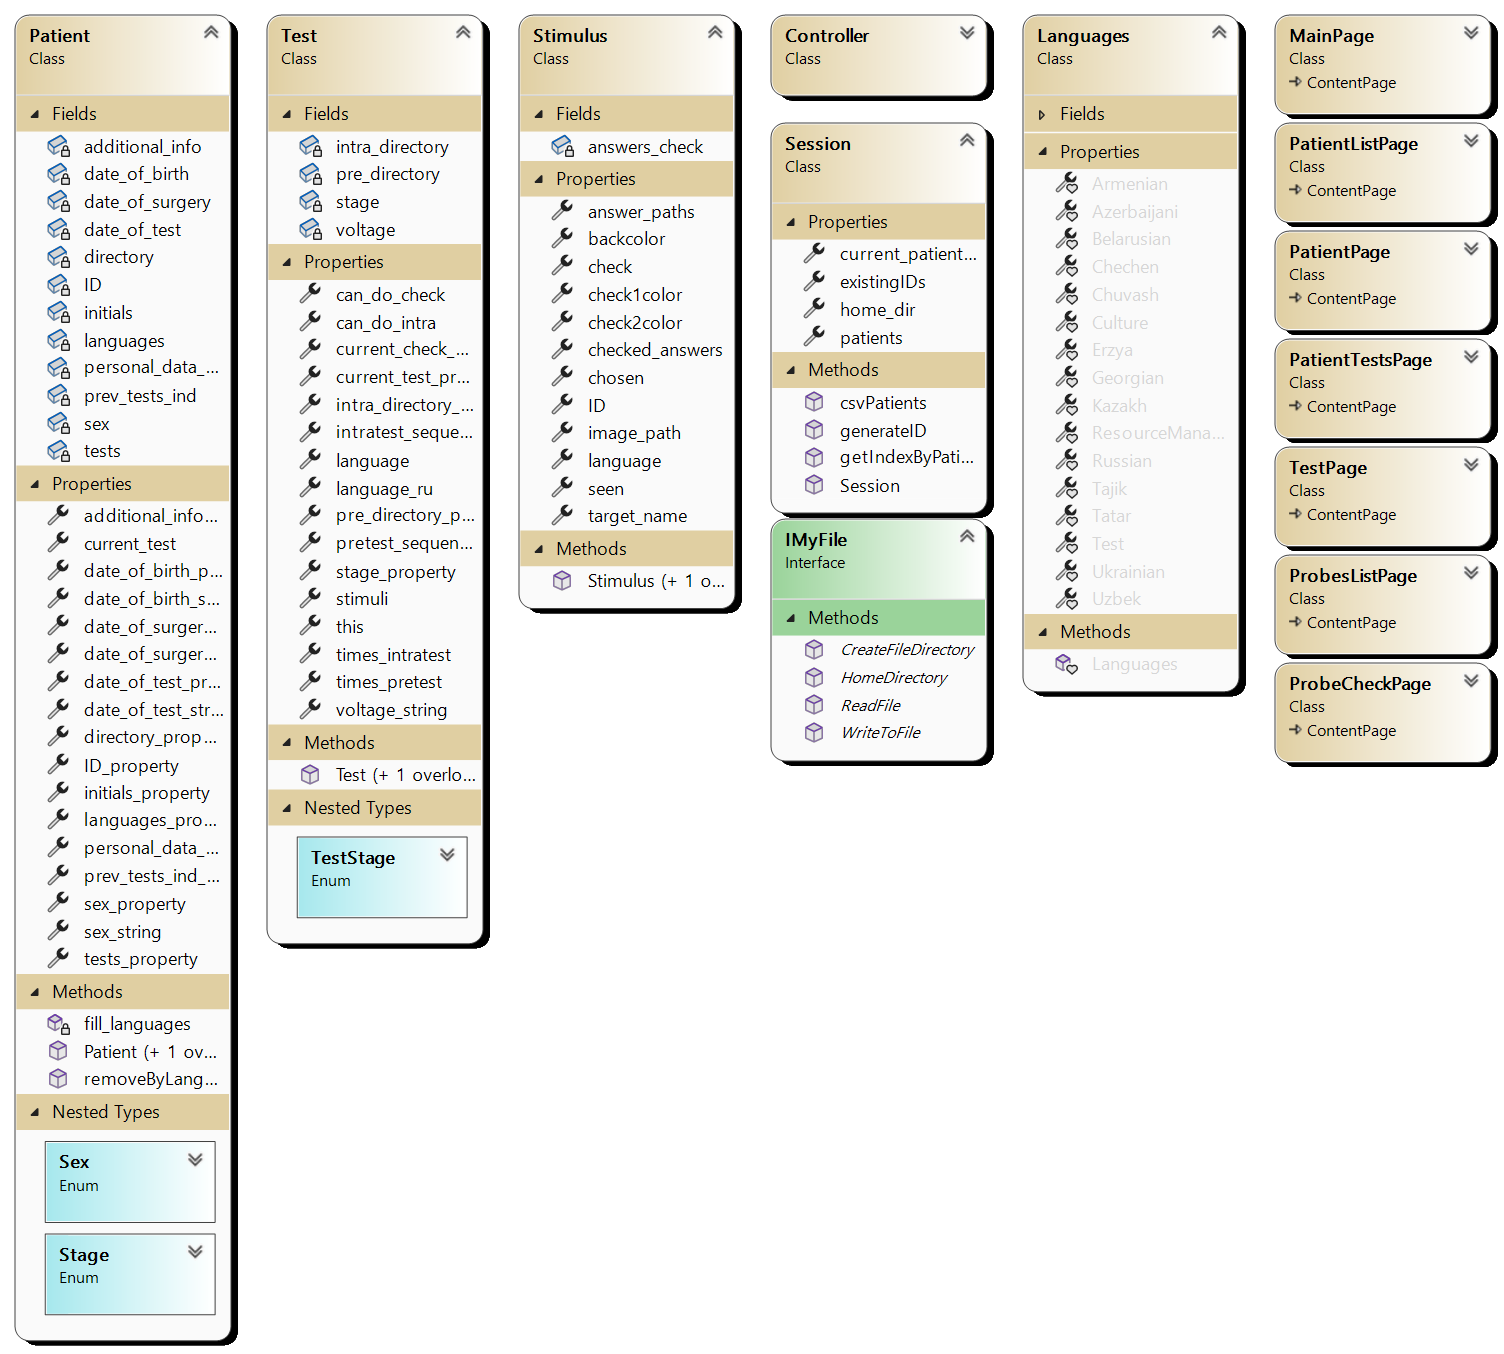 Patient
Class
Fields
additional_info
date_of_birth
date_of_surgery
date_of_test
directory
ID
initials
languages
personal_data_...
prev_tests_ind
sex
tests
Properties
additional_info...
current_test
date_of_birth_p...
date_of_birth_s...
date_of_surger...
date_of_surger...
date_of_test_pr...
date_of_test_str...
directory_prop...
ID_property
initials_property
languages_pro...
personal_data_...
prev_tests_ind_...
sex_property
sex_string
tests_property
Methods
fill_languages
Patient (+ 1 ov...
removeByLang...
Nested Types
Sex
Enum
Stage
Enum
Test
Class
Fields
intra_directory
pre_directory
stage
voltage
Properties
can_do_check
can_do_intra
current_check_...
current_test_pr...
intra_directory_...
intratest_seque...
language
language_ru
pre_directory_p...
pretest_sequen...
stage_property
stimuli
this
times_intratest
times_pretest
voltage_string
Methods
Test (+ 1 overlo...
Nested Types
TestStage
Enum
Stimulus
Class
Fields
answers_check
Properties
answer_paths
backcolor
check
check1color
check2color
checked_answers
chosen
ID
image_path
language
seen
target_name
Methods
Stimulus (+ 1 o...
Controller
Class
Session
Class
Properties
current_patient...
existingIDs
home_dir
patients
Methods
csvPatients
generateID
getIndexByPati...
Session
IMyFile
Interface
Methods
CreateFileDirectory
HomeDirectory
ReadFile
WriteToFile
Languages
Class
Fields
Properties
Armenian
Azerbaijani
Belarusian
Chechen
Chuvash
Culture
Erzya
Georgian
Kazakh
ResourceMana...
Russian
Tajik
Tatar
Test
Ukrainian
Uzbek
Methods
Languages
MainPage
Class
ContentPage
PatientListPage
Class
ContentPage
PatientPage
Class
ContentPage
PatientTestsPage
Class
ContentPage
TestPage
Class
ContentPage
ProbesListPage
Class
ContentPage
ProbeCheckPage
Class
ContentPage